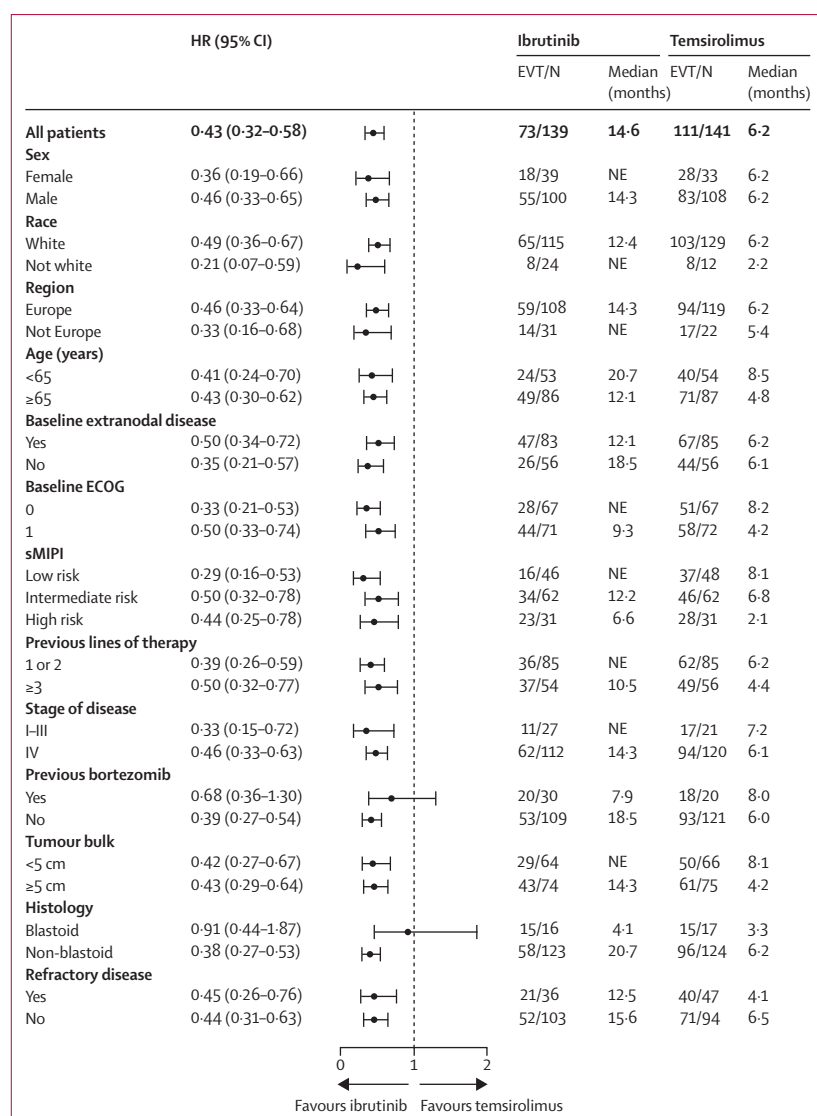 HR (95% CI) Ibrutinib Temsirolimus
EVT/N Median (months) EVT/N Median (months)
All patients 0·43 (0·32–0·58) 73/139 14·6 111/141 6·2
Sex
Female 0·36 (0·19–0·66) 18/39 NE 28/33 6·2
Male 0·46 (0·33–0·65) 55/100 14·3 83/108 6·2
Race
White 0·49 (0·36–0·67) 65/115 12·4 103/129 6·2
Not white 0·21 (0·07–0·59) 8/24 NE 8/12 2·2
Region
Europe 0·46 (0·33–0·64) 59/108 14·3 94/119 6·2
Not Europe 0·33 (0·16–0·68) 14/31 NE 17/22 5·4
Age (years)
<65 0·41 (0·24–0·70) 24/53 20·7 40/54 8·5
≥65 0·43 (0·30–0·62) 49/86 12·1 71/87 4·8
Baseline extranodal disease
Yes 0·50 (0·34–0·72) 47/83 12·1 67/85 6·2
No 0·35 (0·21–0·57) 26/56 18·5 44/56 6·1
Baseline ECOG
0 0·33 (0·21–0·53) 28/67 NE 51/67 8·2
1 0·50 (0·33–0·74) 44/71 9·3 58/72 4·2
sMIPI
Low risk 0·29 (0·16–0·53) 16/46 NE 37/48 8·1
Intermediate risk 0·50 (0·32–0·78) 34/62 12·2 46/62 6·8
High risk 0·44 (0·25–0·78) 23/31 6·6 28/31 2·1
Previous lines of therapy
1 or 2 0·39 (0·26–0·59) 36/85 NE 62/85 6·2
≥3 0·50 (0·32–0·77) 37/54 10·5 49/56 4·4
Stage of disease
I–III 0·33 (0·15–0·72) 11/27 NE 17/21 7·2
IV 0·46 (0·33–0·63) 62/112 14·3 94/120 6·1
Previous bortezomib
Yes 0·68 (0·36–1·30) 20/30 7·9 18/20 8·0
No 0·39 (0·27–0·54) 53/109 18·5 93/121 6·0
Tumour bulk
<5 cm 0·42 (0·27–0·67) 29/64 NE 50/66 8·1
≥5 cm 0·43 (0·29–0·64) 43/74 14·3 61/75 4·2
Histology
Blastoid 0·91 (0·44–1·87) 15/16 4·1 15/17 3·3
Non-blastoid 0·38 (0·27–0·53) 58/123 20·7 96/124 6·2
Refractory disease
Yes 0·45 (0·26–0·76) 21/36 12·5 40/47 4·1
No 0·44 (0·31–0·63) 52/103 15·6 71/94 6·5
0 1 2
Favours ibrutinib Favours temsirolimus